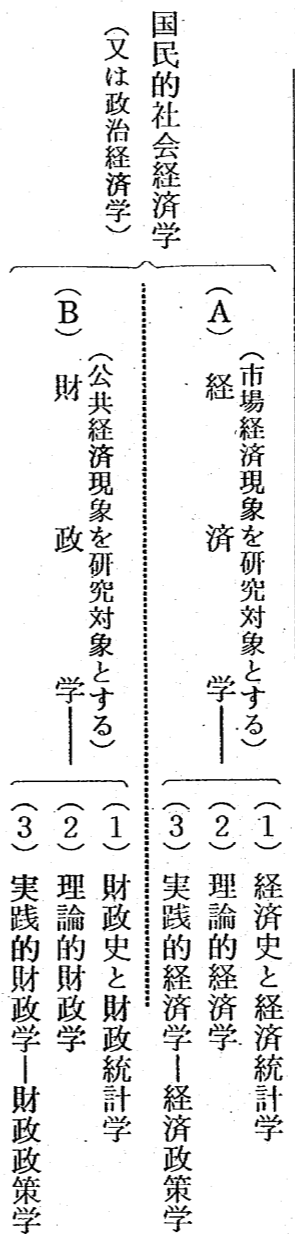 国民的社会経済学
（又は政治経済学）
（市場経済現象を研究対象とする）
（A）経済学――
（1）経済史と経済統計学
（2）理論的経済学
（3）実践的経済学―経済政策学
（公共経済現象を研究対象とする）
（B）財政学――
（1）財政史と財政統計学
（2）理論的財政学
（3）実践的財政学―財政政策学